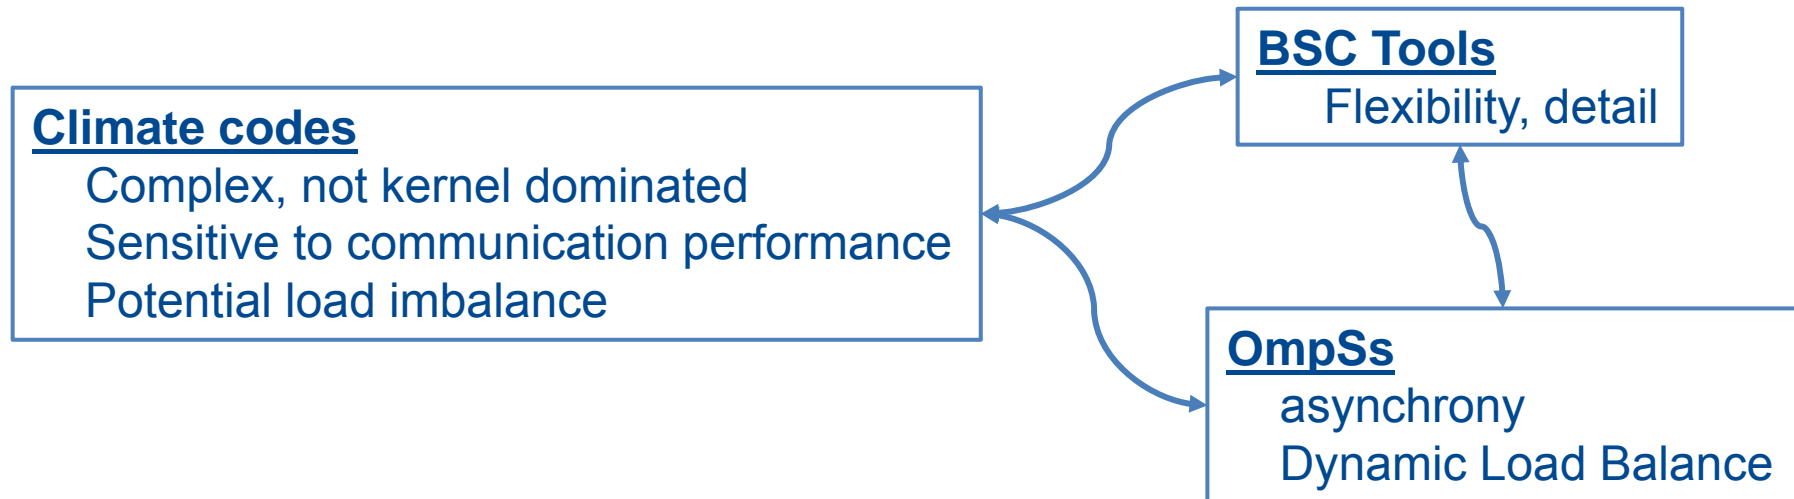 Climate codes
Complex, not kernel dominated
Sensitive to communication performance
Potential load imbalance
BSC Tools
Flexibility, detail
OmpSs
asynchrony
Dynamic Load Balance